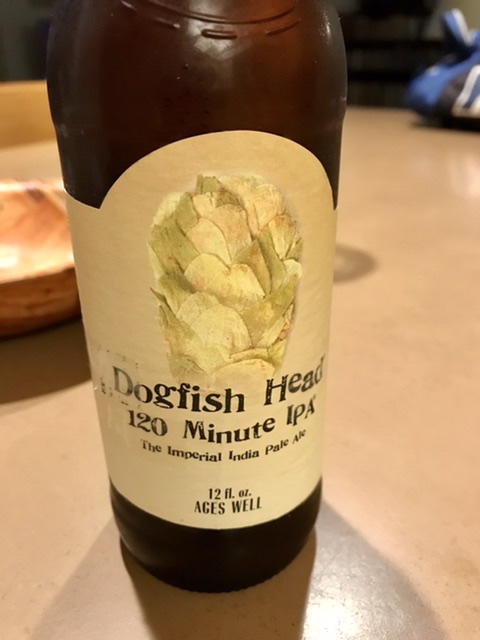 Dogfish Head
120 Minute IPA
The Imperial India Pale Ale
12 fl. oz.
AGES WELL